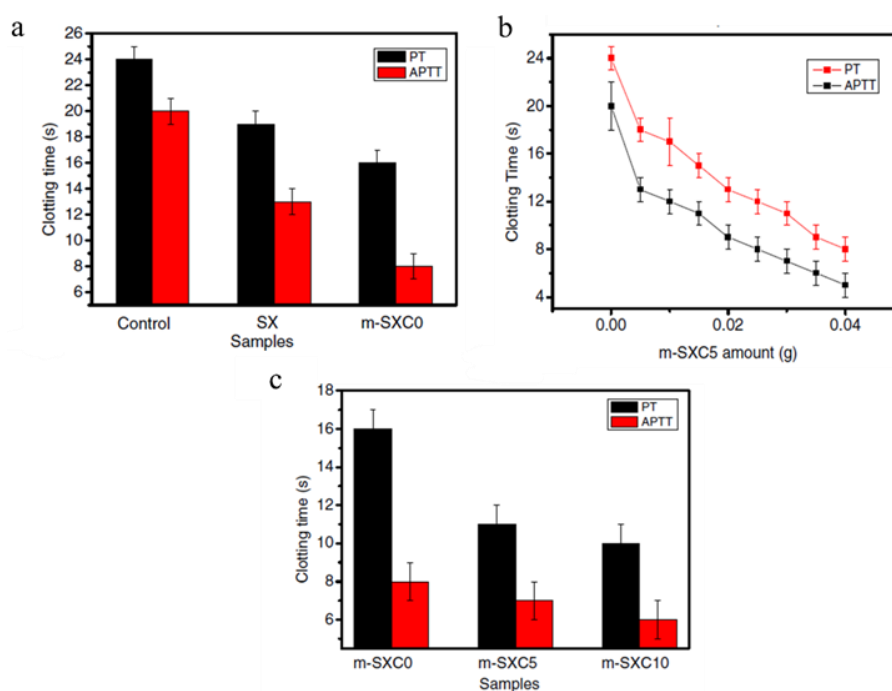 a
26
24
22
20
18
16
14
12
10
8
6
Clotting time (s)
PT
APTT
Control SX m-SXC0
Samples
b
24
20
16
12
8
4
Clotting Time (s)
PT
APTT
0.00 0.02 0.04
m-SXC5 amount (g)
c
18
16
14
12
10
8
6
Clotting time (s)
PT
APTT
m-SXC0 m-SXC5 m-SXC10
Samples